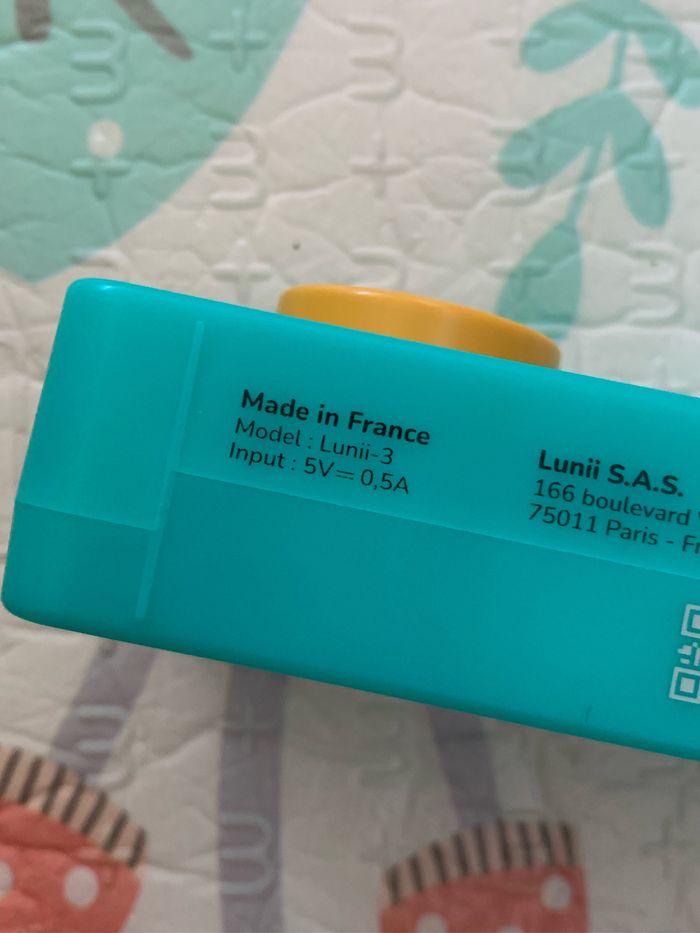 Made in France
Model : Lunii-3
Input : 5V⎓0,5A
Lunii S.A.S.
166 boulevard
75011 Paris -